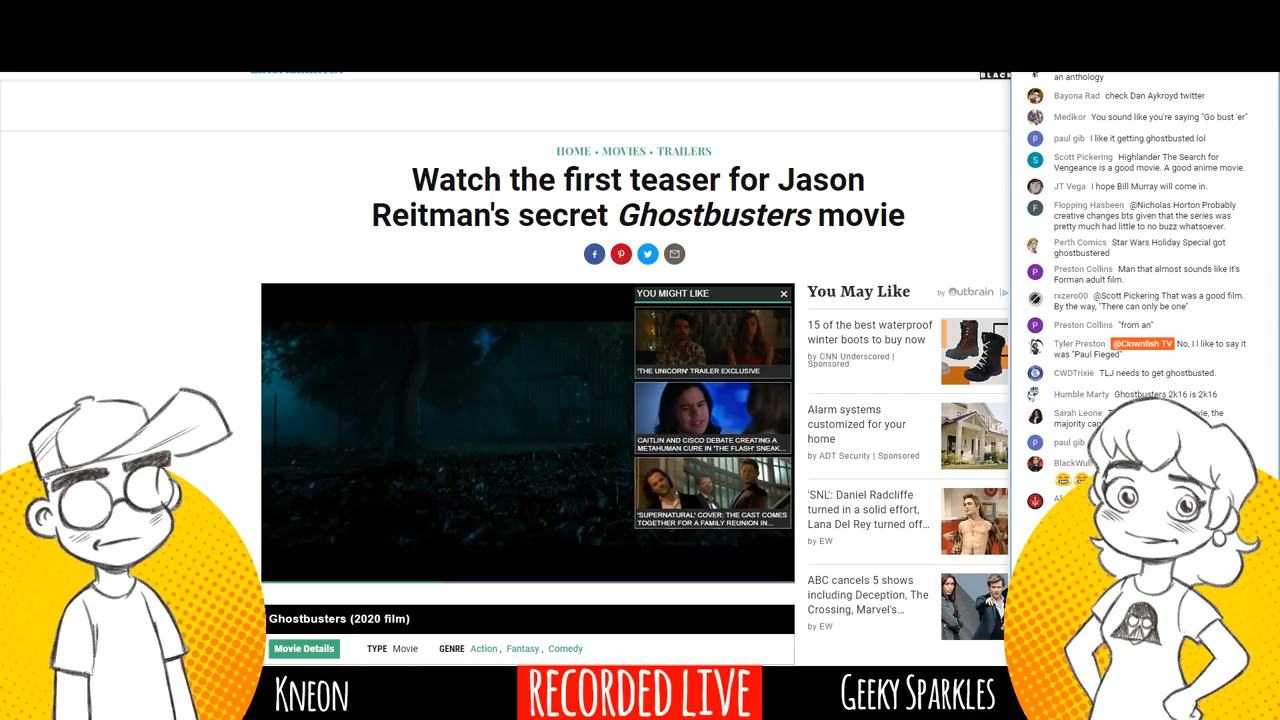 BLACK
HOME • MOVIES • TRAILERS
Watch the first teaser for Jason
Reitman's secret Ghostbusters movie
YOU MIGHT LIKE
'THE UNICORN' TRAILER EXCLUSIVE
CAITLIN AND CISCO DEBATE CREATING A
METAHUMAN CURE IN 'THE FLASH' SNEAK...
'SUPERNATURAL' COVER: THE CAST COMES
TOGETHER FOR A FAMILY REUNION IN...
Ghostbusters (2020 film)
Movie Details TYPE Movie GENRE Action , Fantasy , Comedy
You May Like
by Outbrain
15 of the best waterproof
winter boots to buy now
by CNN Underscored |
Sponsored
Alarm systems
customized for your
home
by ADT Security | Sponsored
'SNL': Daniel Radcliffe
turned in a solid effort,
Lana Del Rey turned off...
by EW
ABC cancels 5 shows
including Deception, The
Crossing, Marvel's...
by EW
an anthology
Bayona Rad check Dan Aykroyd twitter
Medikor You sound like you're saying "Go bust 'er"
paul gib I like it getting ghostbusted lol
Scott Pickering Highlander The Search for
Vengeance is a good movie. A good anime movie.
JT Vega I hope Bill Murray will come in.
Flopping Hasbeen @Nicholas Horton Probably
creative changes bts given that the series was
pretty much had little to no buzz whatsoever.
Perth Comics Star Wars Holiday Special got
ghostbustered
Preston Collins Man that almost sounds like it's
Forman adult film.
rxzero00 @Scott Pickering That was a good film.
By the way, "There can only be one"
Preston Collins "from an"
Tyler Preston @Clownfish TV No, I l like to say it
was "Paul Fieged"
CWDTrixie TLJ needs to get ghostbusted.
Humble Marty Ghostbusters 2k16 is 2k16
Sarah Leone
majority
paul gib
KNEON
RECORDED LIVE
GEEKY SPARKLES